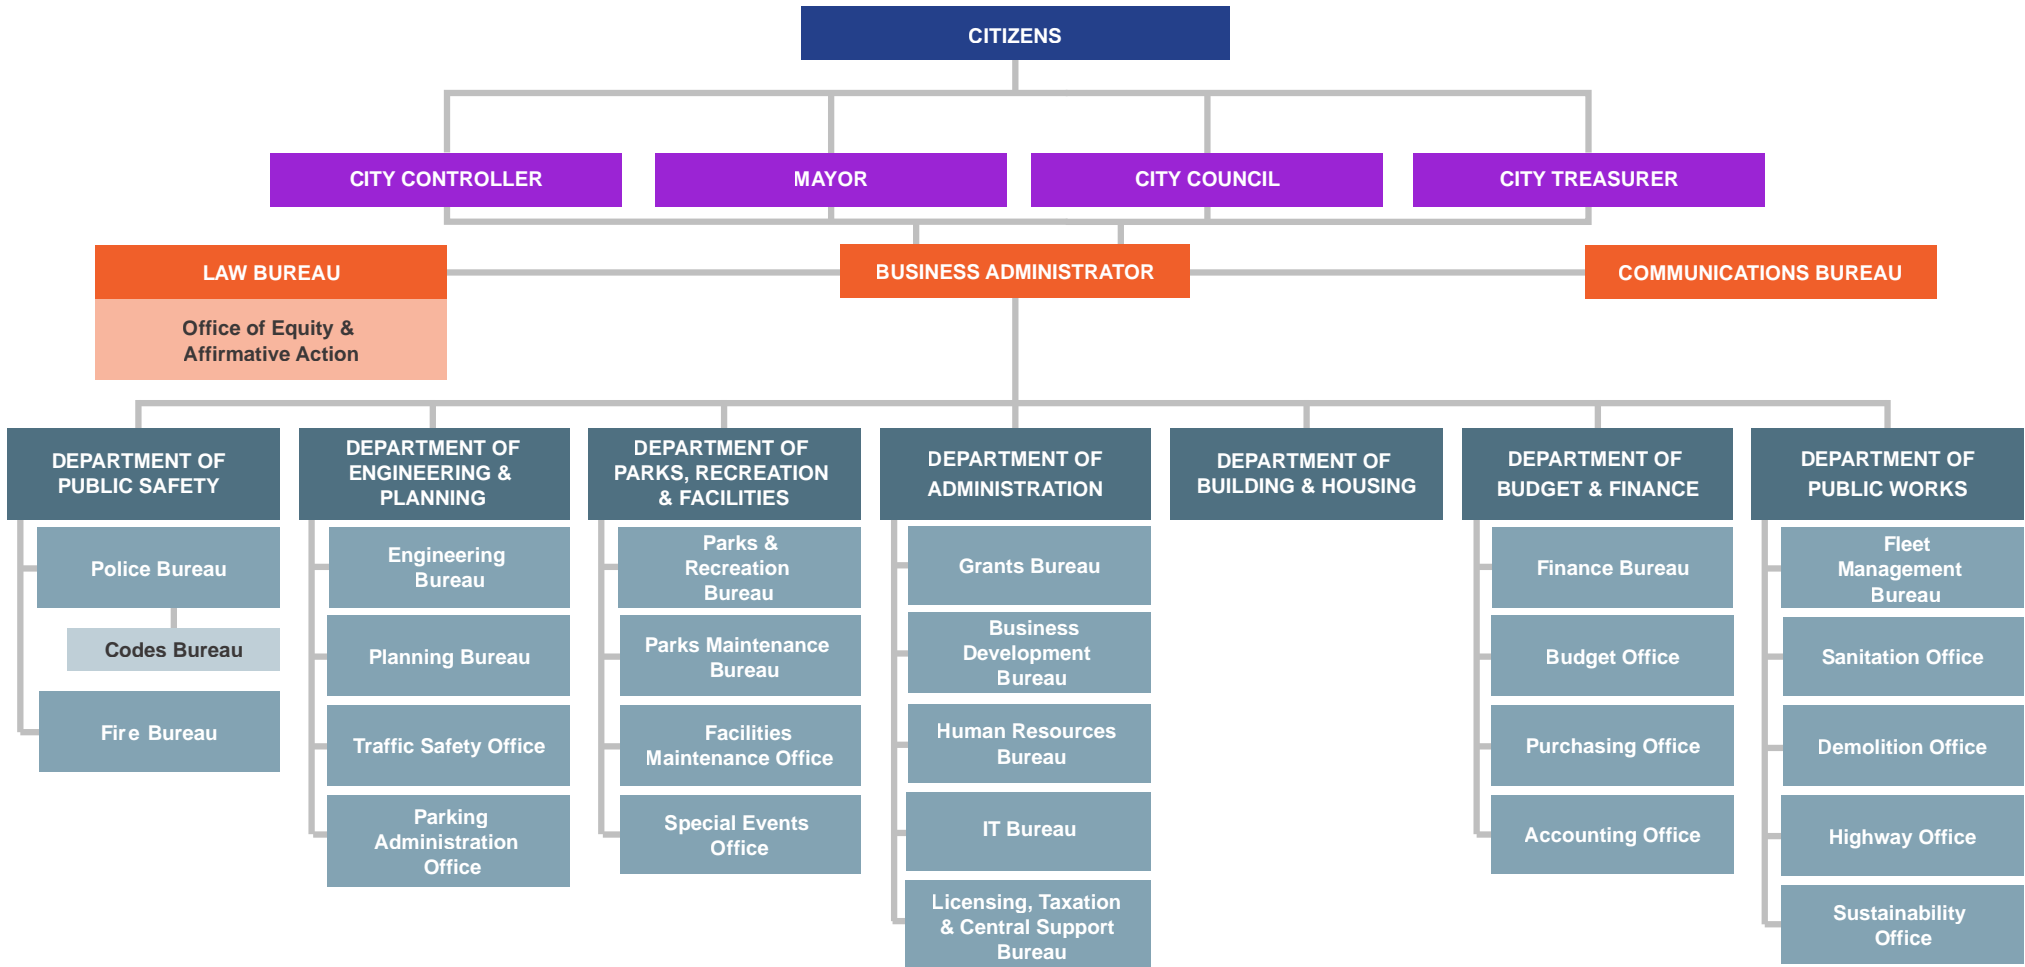 CITIZENS
CITY CONTROLLER
MAYOR
CITY COUNCIL
CITY TREASURER
LAW BUREAU
BUSINESS ADMINISTRATOR
COMMUNICATIONS BUREAU
Office of Equity &
Affirmative Action
DEPARTMENT OF
PUBLIC SAFETY
DEPARTMENT OF
ENGINEERING &
PLANNING
DEPARTMENT OF
PARKS, RECREATION
& FACILITIES
DEPARTMENT OF
ADMINISTRATION
DEPARTMENT OF
BUILDING & HOUSING
DEPARTMENT OF
BUDGET & FINANCE
DEPARTMENT OF
PUBLIC WORKS
Police Bureau
Codes Bureau
Fire Bureau
Engineering
Bureau
Planning Bureau
Traffic Safety Office
Parking
Administration
Office
Parks &
Recreation
Bureau
Parks Maintenance
Bureau
Facilities
Maintenance Office
Special Events
Office
Grants Bureau
Business
Development
Bureau
Human Resources
Bureau
IT Bureau
Licensing, Taxation
& Central Support
Bureau
Finance Bureau
Budget Office
Purchasing Office
Accounting Office
Fleet
Management
Bureau
Sanitation Office
Demolition Office
Highway Office
Sustainability
Office